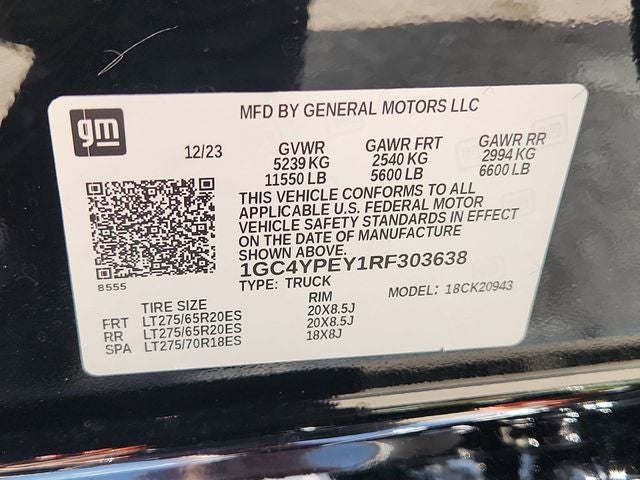 gm
MFD BY GENERAL MOTORS LLC
12/23
GVWR GAWR FRT GAWR RR
5239 KG 2540 KG 2994 KG
11550 LB 5600 LB 6600 LB
THIS VEHICLE CONFORMS TO ALL
APPLICABLE U.S. FEDERAL MOTOR
VEHICLE SAFETY STANDARDS IN EFFECT
ON THE DATE OF MANUFACTURE
SHOWN ABOVE.
1GC4YPEY1RF303638
8555
TYPE: TRUCK MODEL: 18CK20943
TIRE SIZE RIM
FRT LT275/65R20ES 20X8.5J
RR LT275/65R20ES 20X8.5J
SPA LT275/70R18ES 18X8J